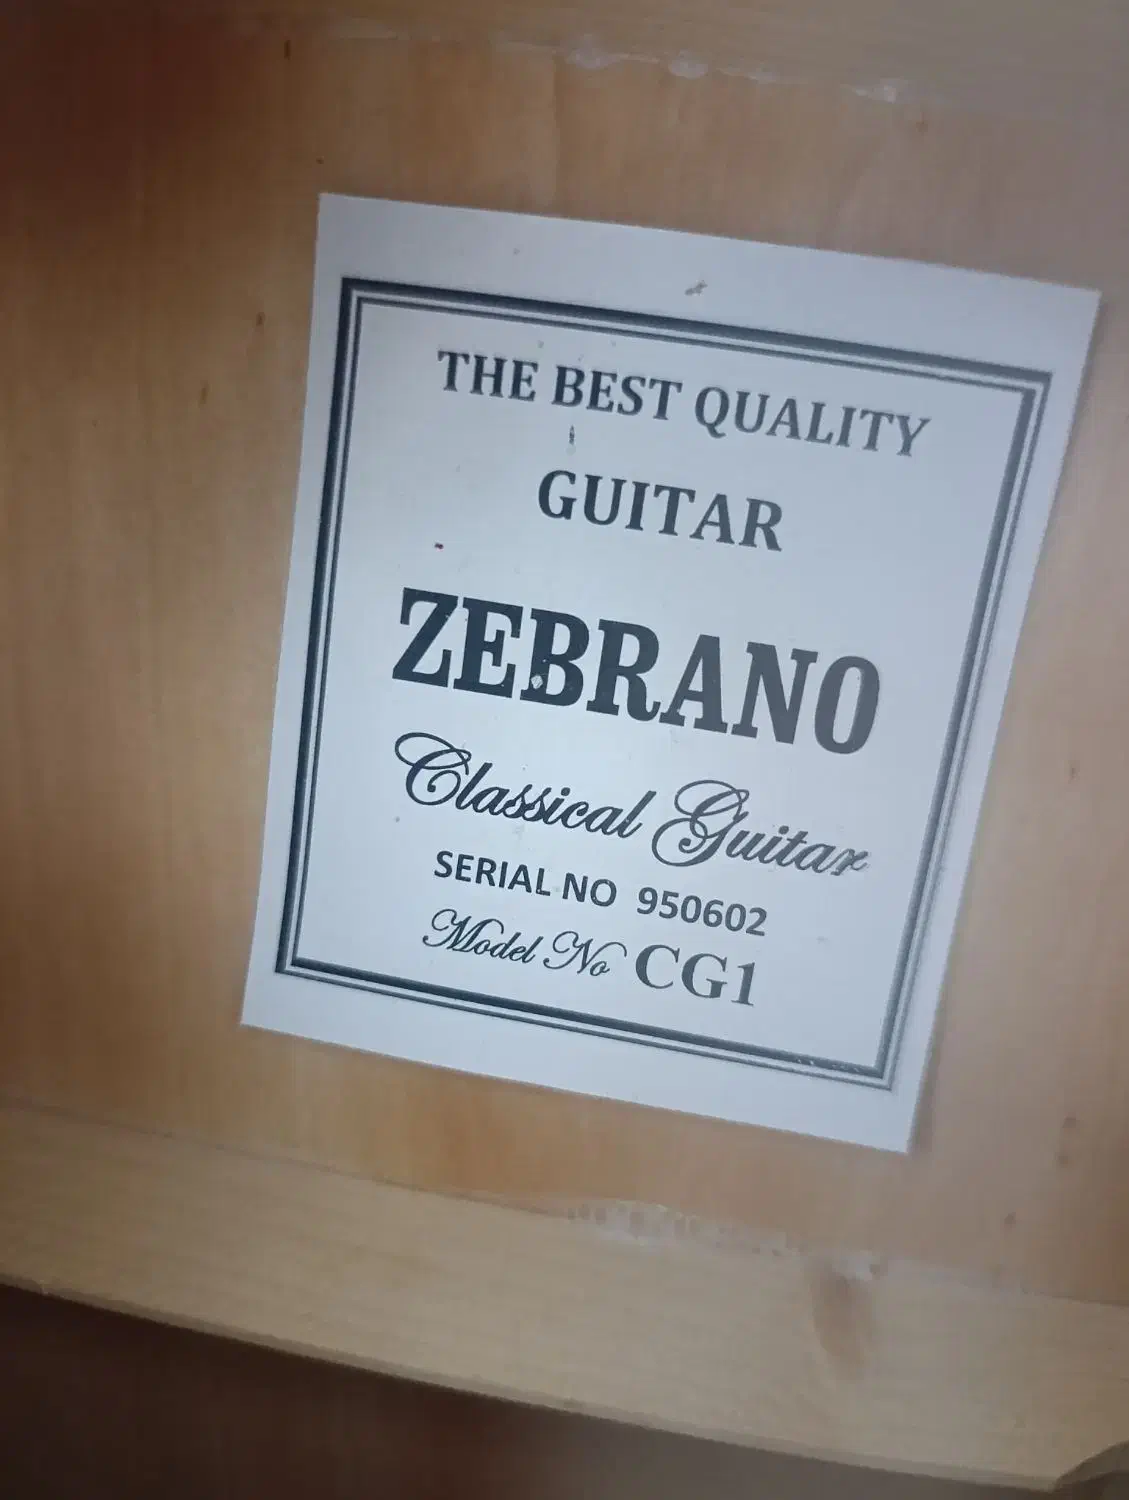 THE BEST QUALITY
GUITAR
ZEBRANO
Classical Guitar
SERIAL NO 950602
Model No CG1